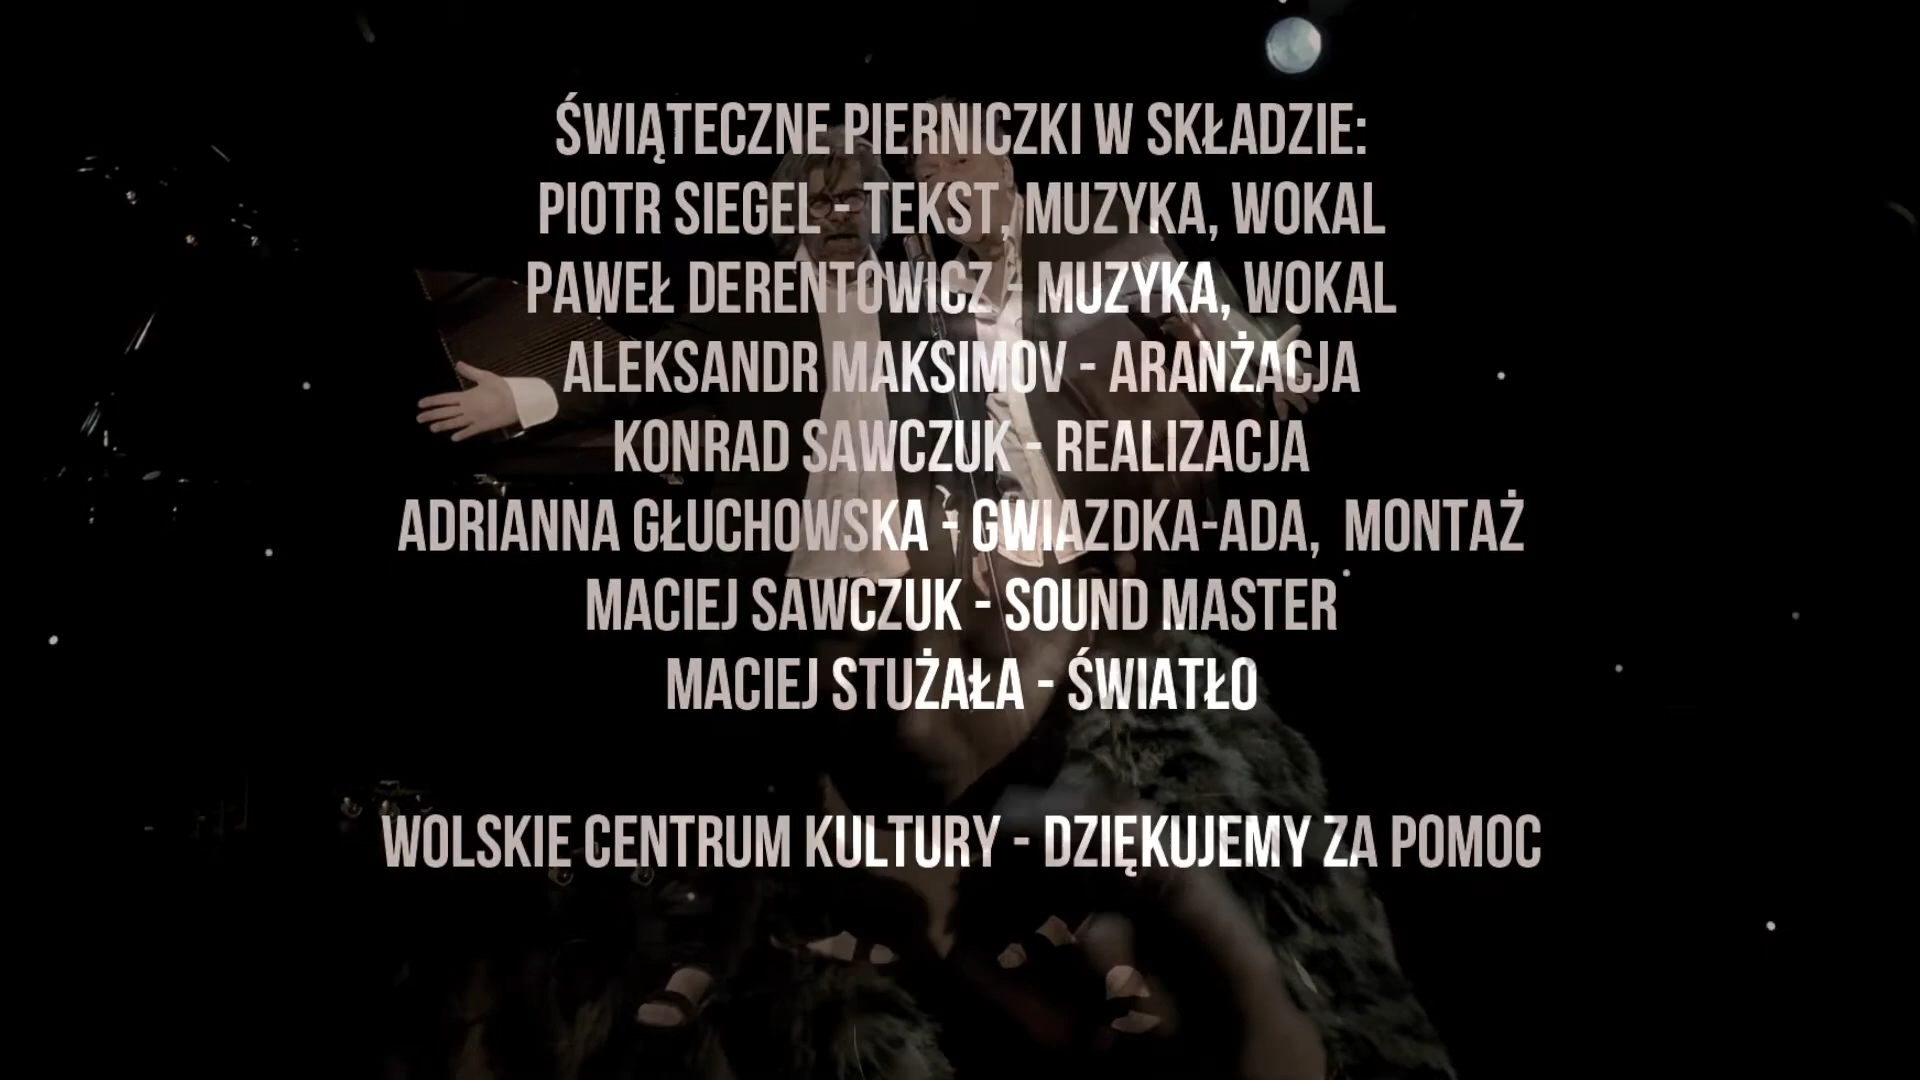 ŚWIĄTECZNE PIERNICZKI W SKŁADZIE:
PIOTR SIEGEL - TEKST, MUZYKA, WOKAL
PAWEŁ DERENTOWICZ - MUZYKA, WOKAL
ALEKSANDR MAKSIMOV - ARANŻACJA
KONRAD SAWCZUK - REALIZACJA
ADRIANNA GŁUCHOWSKA - GWIAZDKA-ADA, MONTAŻ
MACIEJ SAWCZUK - SOUND MASTER
MACIEJ STUŻAŁA - ŚWIATŁO
WOLSKIE CENTRUM KULTURY - DZIĘKUJEMY ZA POMOC